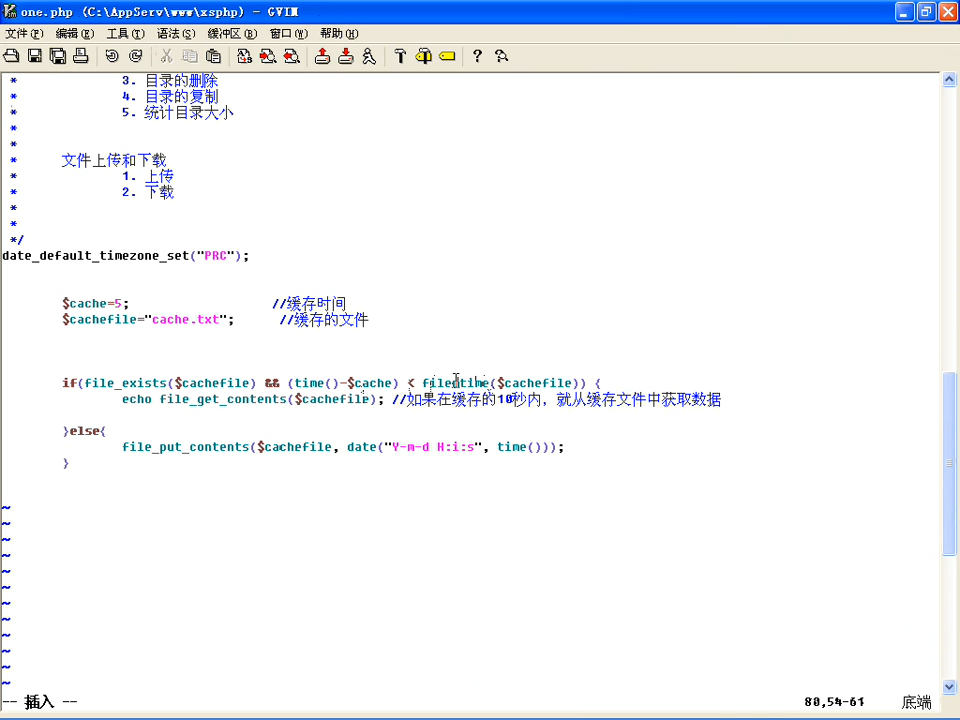 one.php (C:\AppServ\www\xsphp) - GVIM
文件(F) 编辑(E) 工具(T) 语法(S) 缓冲区(B) 窗口(W) 帮助(H)
* 3. 目录的删除
* 4. 目录的复制
* 5. 统计目录大小
*
*
* 文件上传和下载
* 1. 上传
* 2. 下载
*
*
*/
date_default_timezone_set("PRC");
$cache=5; //缓存时间
$cachefile="cache.txt"; //缓存的文件
if(file_exists($cachefile) && (time()-$cache) < filectime($cachefile)) {
echo file_get_contents($cachefile); //如果在缓存的10秒内，就从缓存文件中获取数据
}else{
file_put_contents($cachefile, date("Y-m-d H:i:s", time()));
}
~
~
~
~
~
~
~
~
~
~
~
~
-- 插入 -- 80,54-61 底端